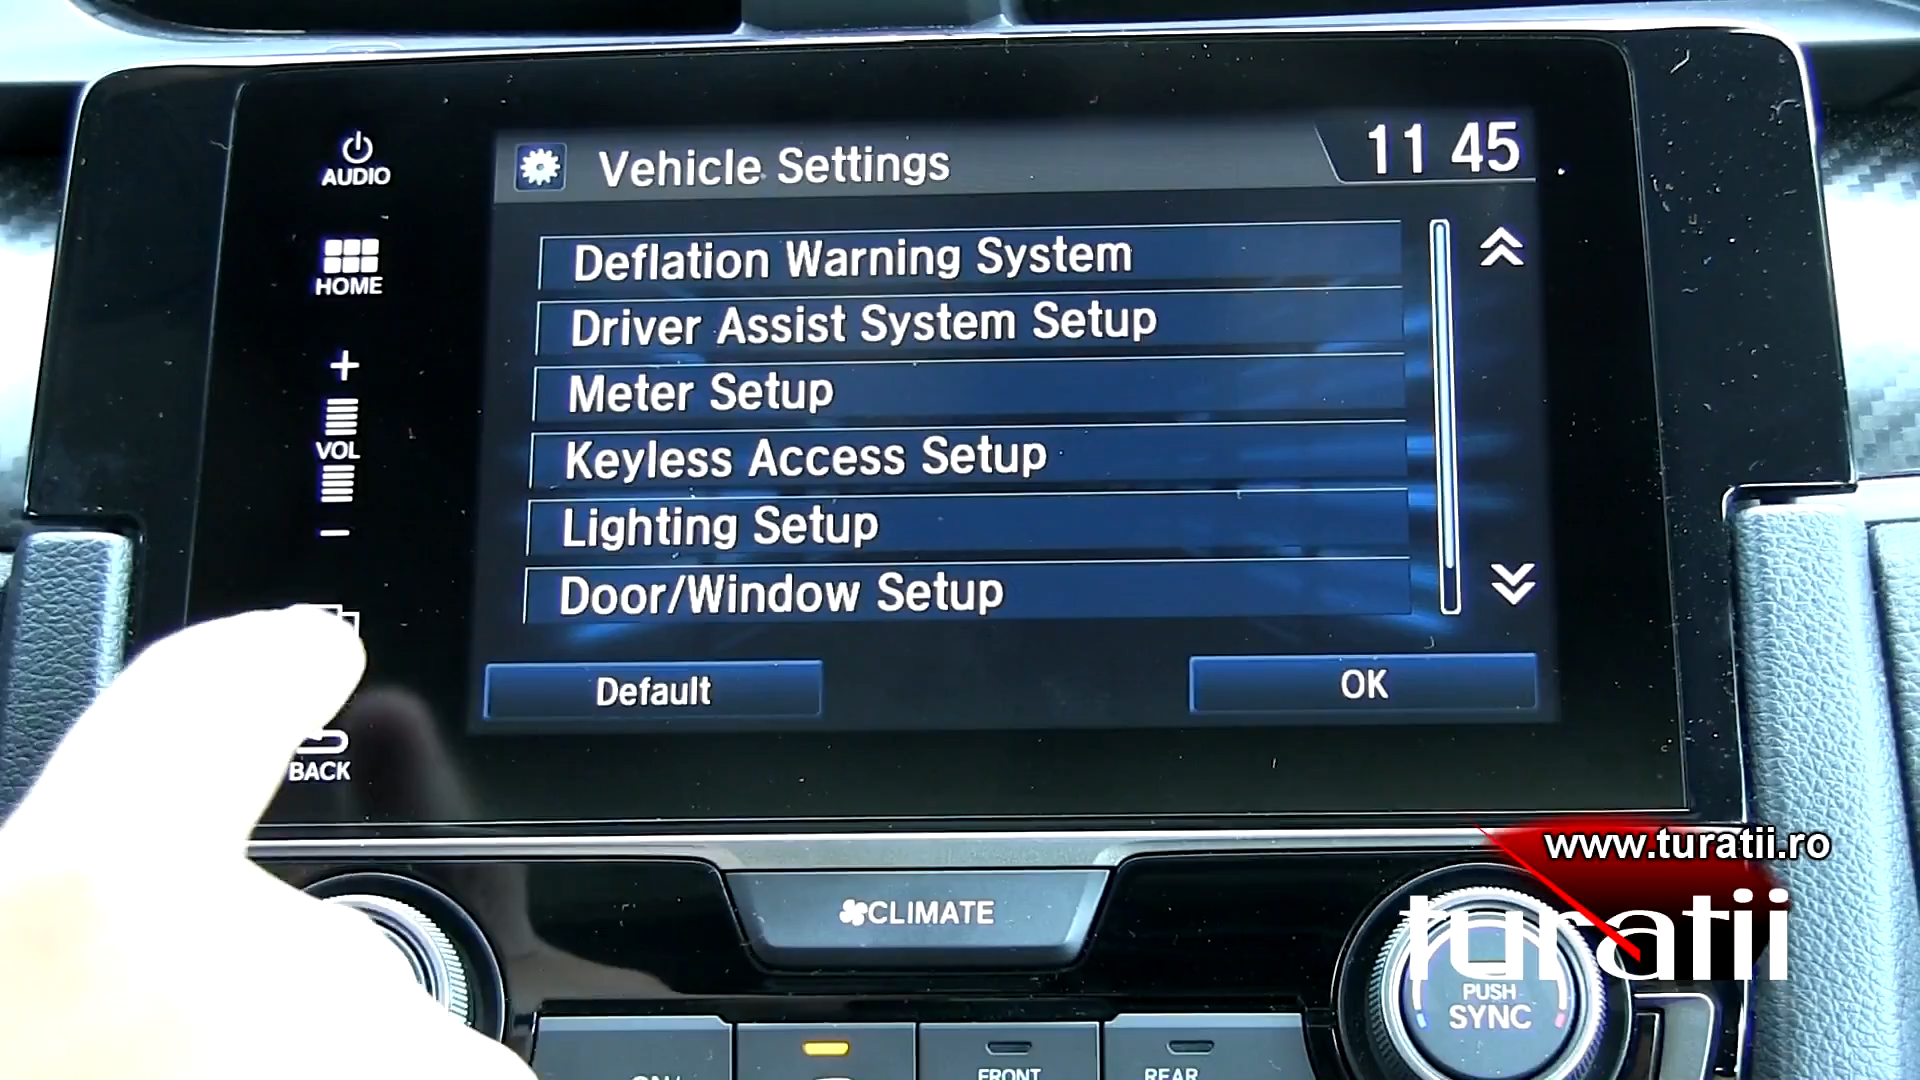 AUDIO
HOME
+
VOL
−
BACK
Vehicle Settings
11 45
Deflation Warning System
Driver Assist System Setup
Meter Setup
Keyless Access Setup
Lighting Setup
Door/Window Setup
Default
OK
CLIMATE
www.turatii.ro
turatii
PUSH
SYNC
FRONT
REAR